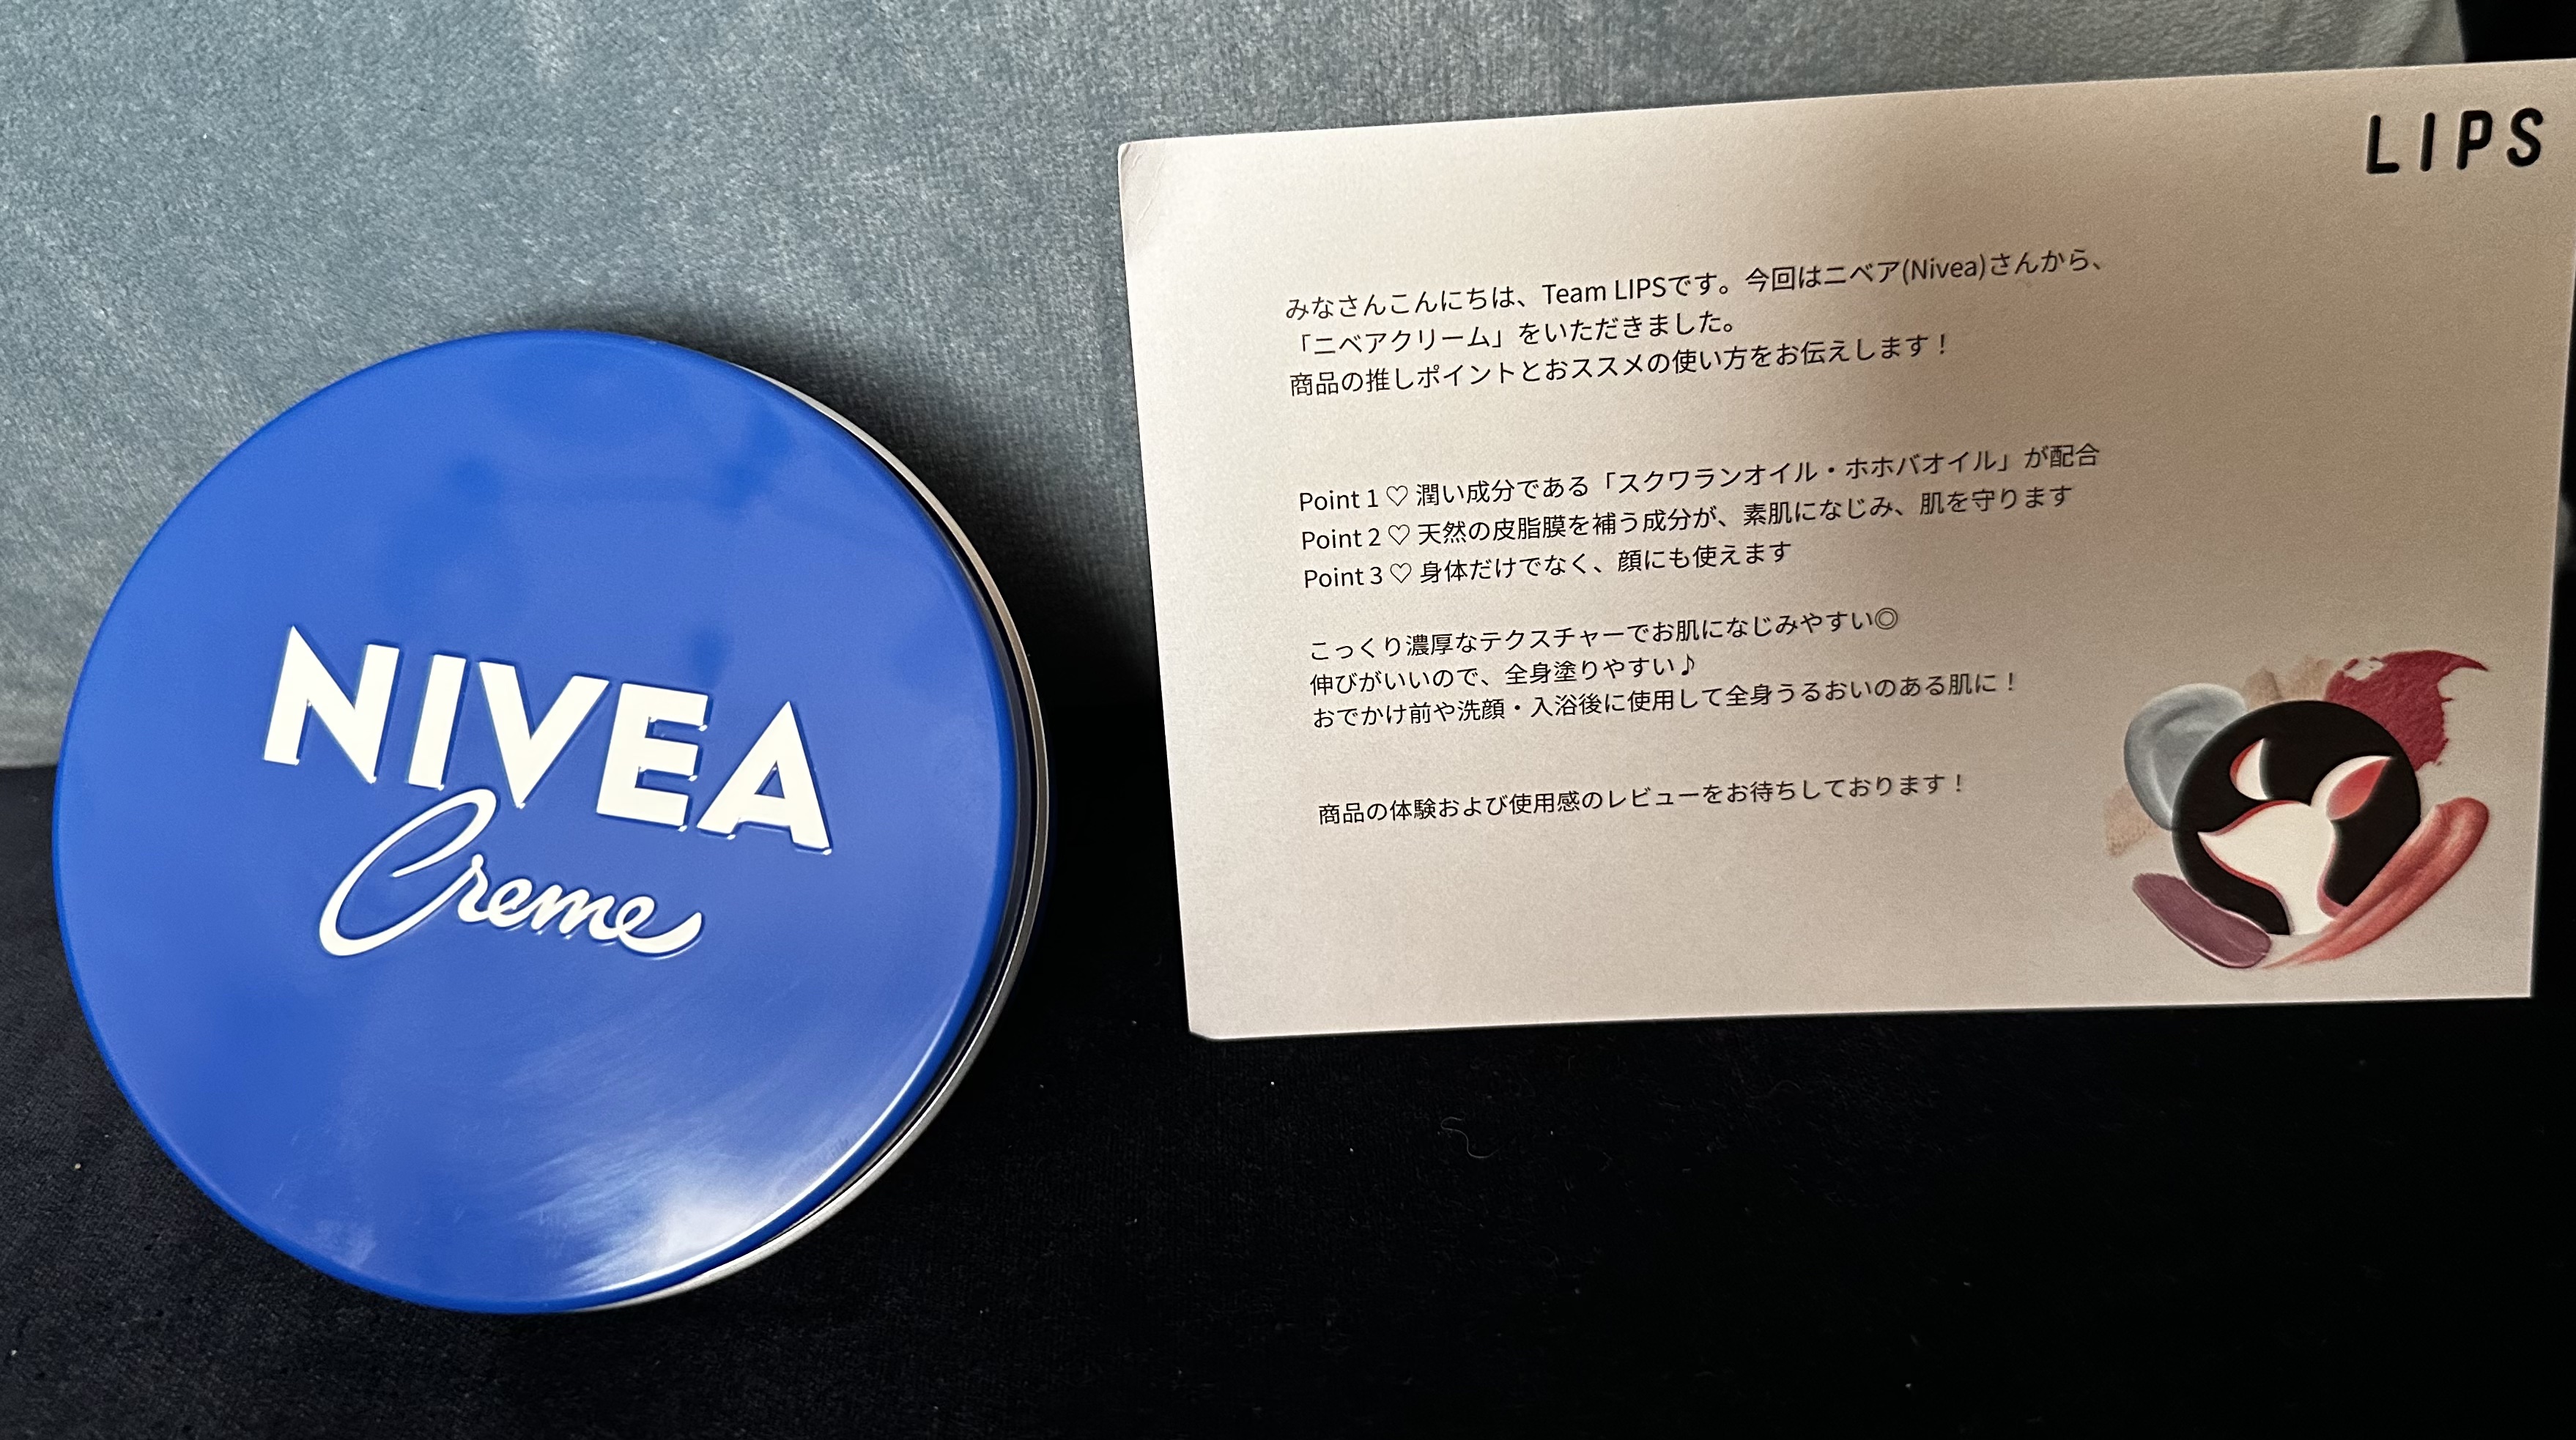 NIVEA
Creme
LIPS
みなさんこんにちは、Team LIPSです。今回はニベア(Nivea)さんから、
「ニベアクリーム」をいただきました。
商品の推しポイントとおススメの使い方をお伝えします！
Point 1 ♡ 潤い成分である「スクワランオイル・ホホバオイル」が配合
Point 2 ♡ 天然の皮脂膜を補う成分が、素肌になじみ、肌を守ります
Point 3 ♡ 身体だけでなく、顔にも使えます
こっくり濃厚なテクスチャーでお肌になじみやすい◎
伸びがいいので、全身塗りやすい♪
おでかけ前や洗顔・入浴後に使用して全身うるおいのある肌に！
商品の体験および使用感のレビューをお待ちしております！